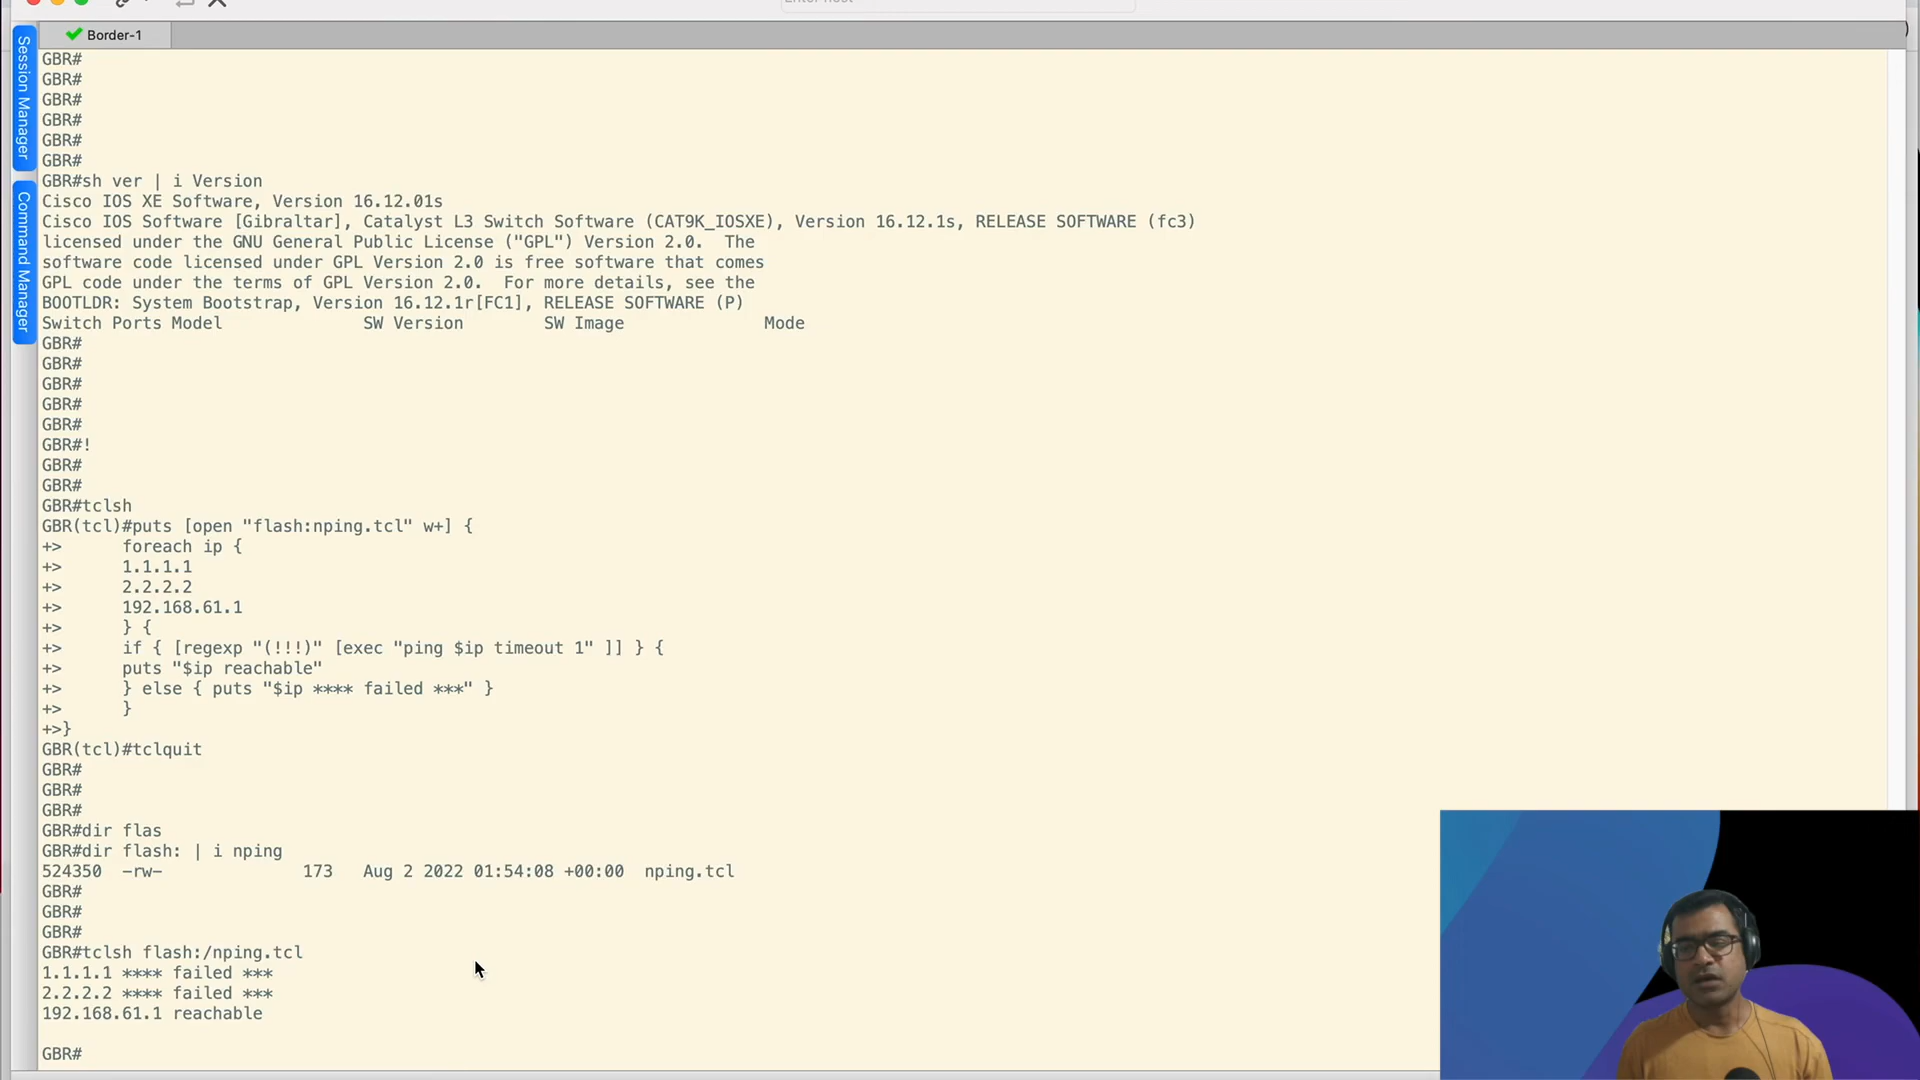 Enter host
Border-1
Session Manager
Command Manager
GBR#
GBR#
GBR#
GBR#
GBR#
GBR#
GBR#sh ver | i Version
Cisco IOS XE Software, Version 16.12.01s
Cisco IOS Software [Gibraltar], Catalyst L3 Switch Software (CAT9K_IOSXE), Version 16.12.1s, RELEASE SOFTWARE (fc3)
licensed under the GNU General Public License ("GPL") Version 2.0.  The
software code licensed under GPL Version 2.0 is free software that comes
GPL code under the terms of GPL Version 2.0.  For more details, see the
BOOTLDR: System Bootstrap, Version 16.12.1r[FC1], RELEASE SOFTWARE (P)
Switch Ports Model              SW Version        SW Image              Mode
GBR#
GBR#
GBR#
GBR#
GBR#
GBR#!
GBR#
GBR#
GBR#tclsh
GBR(tcl)#puts [open "flash:nping.tcl" w+] {
+>      foreach ip {
+>      1.1.1.1
+>      2.2.2.2
+>      192.168.61.1
+>      } {
+>      if { [regexp "(!!!)" [exec "ping $ip timeout 1" ]] } {
+>      puts "$ip reachable"
+>      } else { puts "$ip **** failed ***" }
+>      }
+>}
GBR(tcl)#tclquit
GBR#
GBR#
GBR#
GBR#dir flas
GBR#dir flash: | i nping
524350  -rw-              173   Aug 2 2022 01:54:08 +00:00  nping.tcl
GBR#
GBR#
GBR#
GBR#tclsh flash:/nping.tcl
1.1.1.1 **** failed ***
2.2.2.2 **** failed ***
192.168.61.1 reachable
GBR#